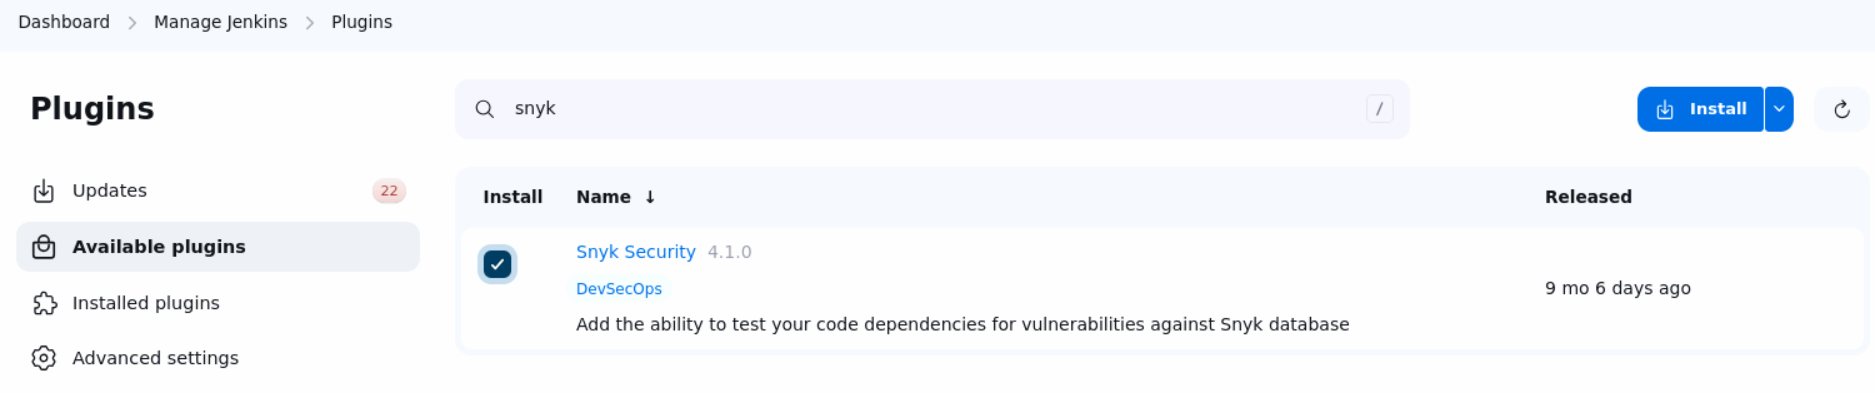 Dashboard > Manage Jenkins > Plugins
Plugins
snyk /
Install
Updates 22
Available plugins
Installed plugins
Advanced settings
Install Name ↓ Released
Snyk Security 4.1.0
DevSecOps
9 mo 6 days ago
Add the ability to test your code dependencies for vulnerabilities against Snyk database